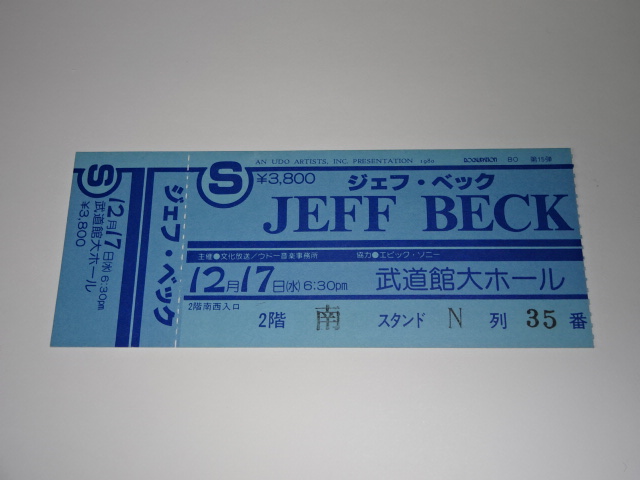 S
12月17日(水)6:30pm
武道館大ホール
¥3,800
ジェフ・ベック
AN UDO ARTISTS, INC. PRESENTATION 1980
80 第15弾
S
¥3,800
ジェフ・ベック
JEFF BECK
主催●文化放送/ウドー音楽事務所 協力●エピック・ソニー
12月17日(水)6:30pm 武道館大ホール
2階南西入口
2階 南 スタンド N 列 35 番